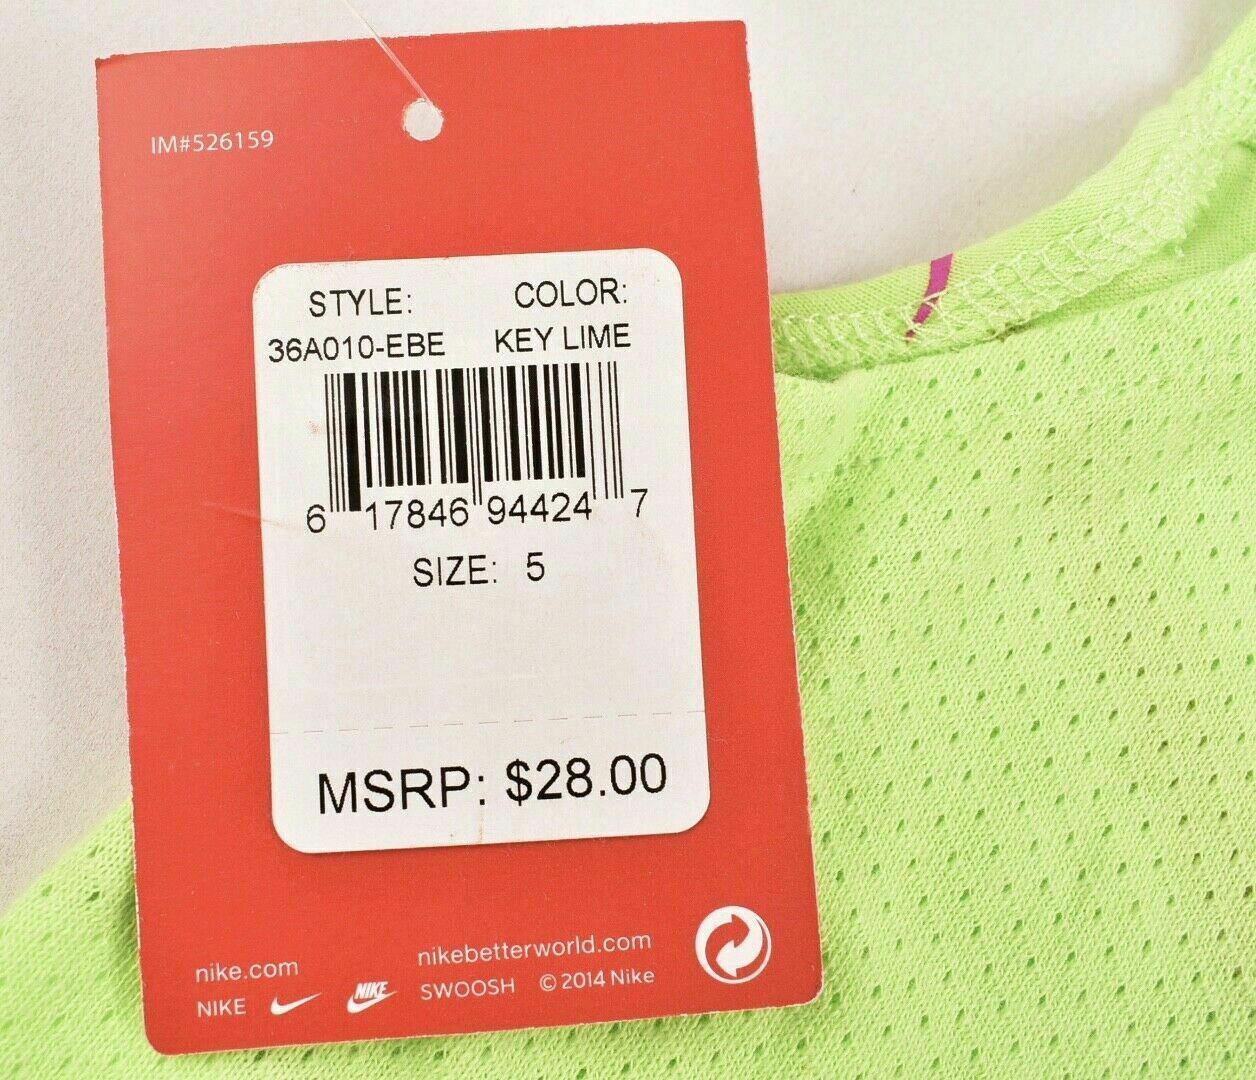 IM#526159
STYLE: COLOR:
36A010-EBE KEY LIME
6 17846 94424 7
SIZE: 5
MSRP: $28.00
nike.com nikebetterworld.com
NIKE NIKE SWOOSH © 2014 Nike